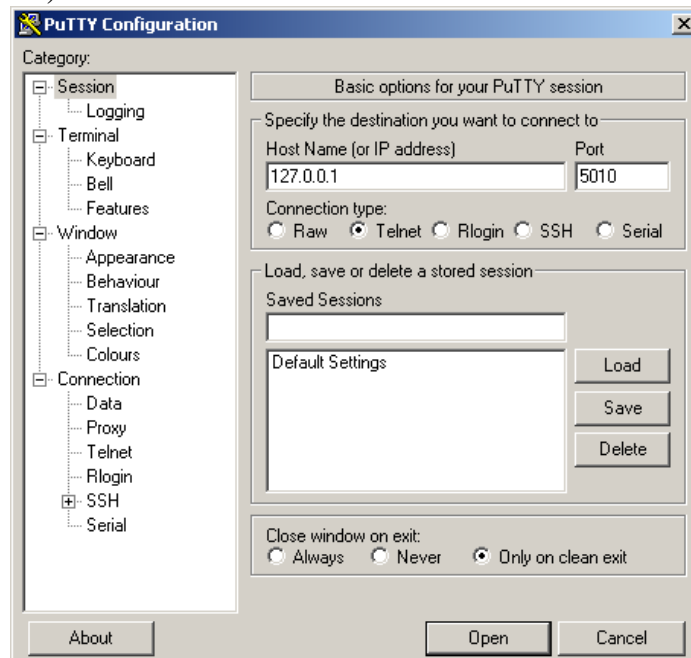 )
PuTTY Configuration
Category:
Session
Logging
Terminal
Keyboard
Bell
Features
Window
Appearance
Behaviour
Translation
Selection
Colours
Connection
Data
Proxy
Telnet
Rlogin
SSH
Serial
Basic options for your PuTTY session
Specify the destination you want to connect to
Host Name (or IP address) Port
127.0.0.1 5010
Connection type:
Raw Telnet Rlogin SSH Serial
Load, save or delete a stored session
Saved Sessions
Default Settings
Load
Save
Delete
Close window on exit:
Always Never Only on clean exit
About Open Cancel